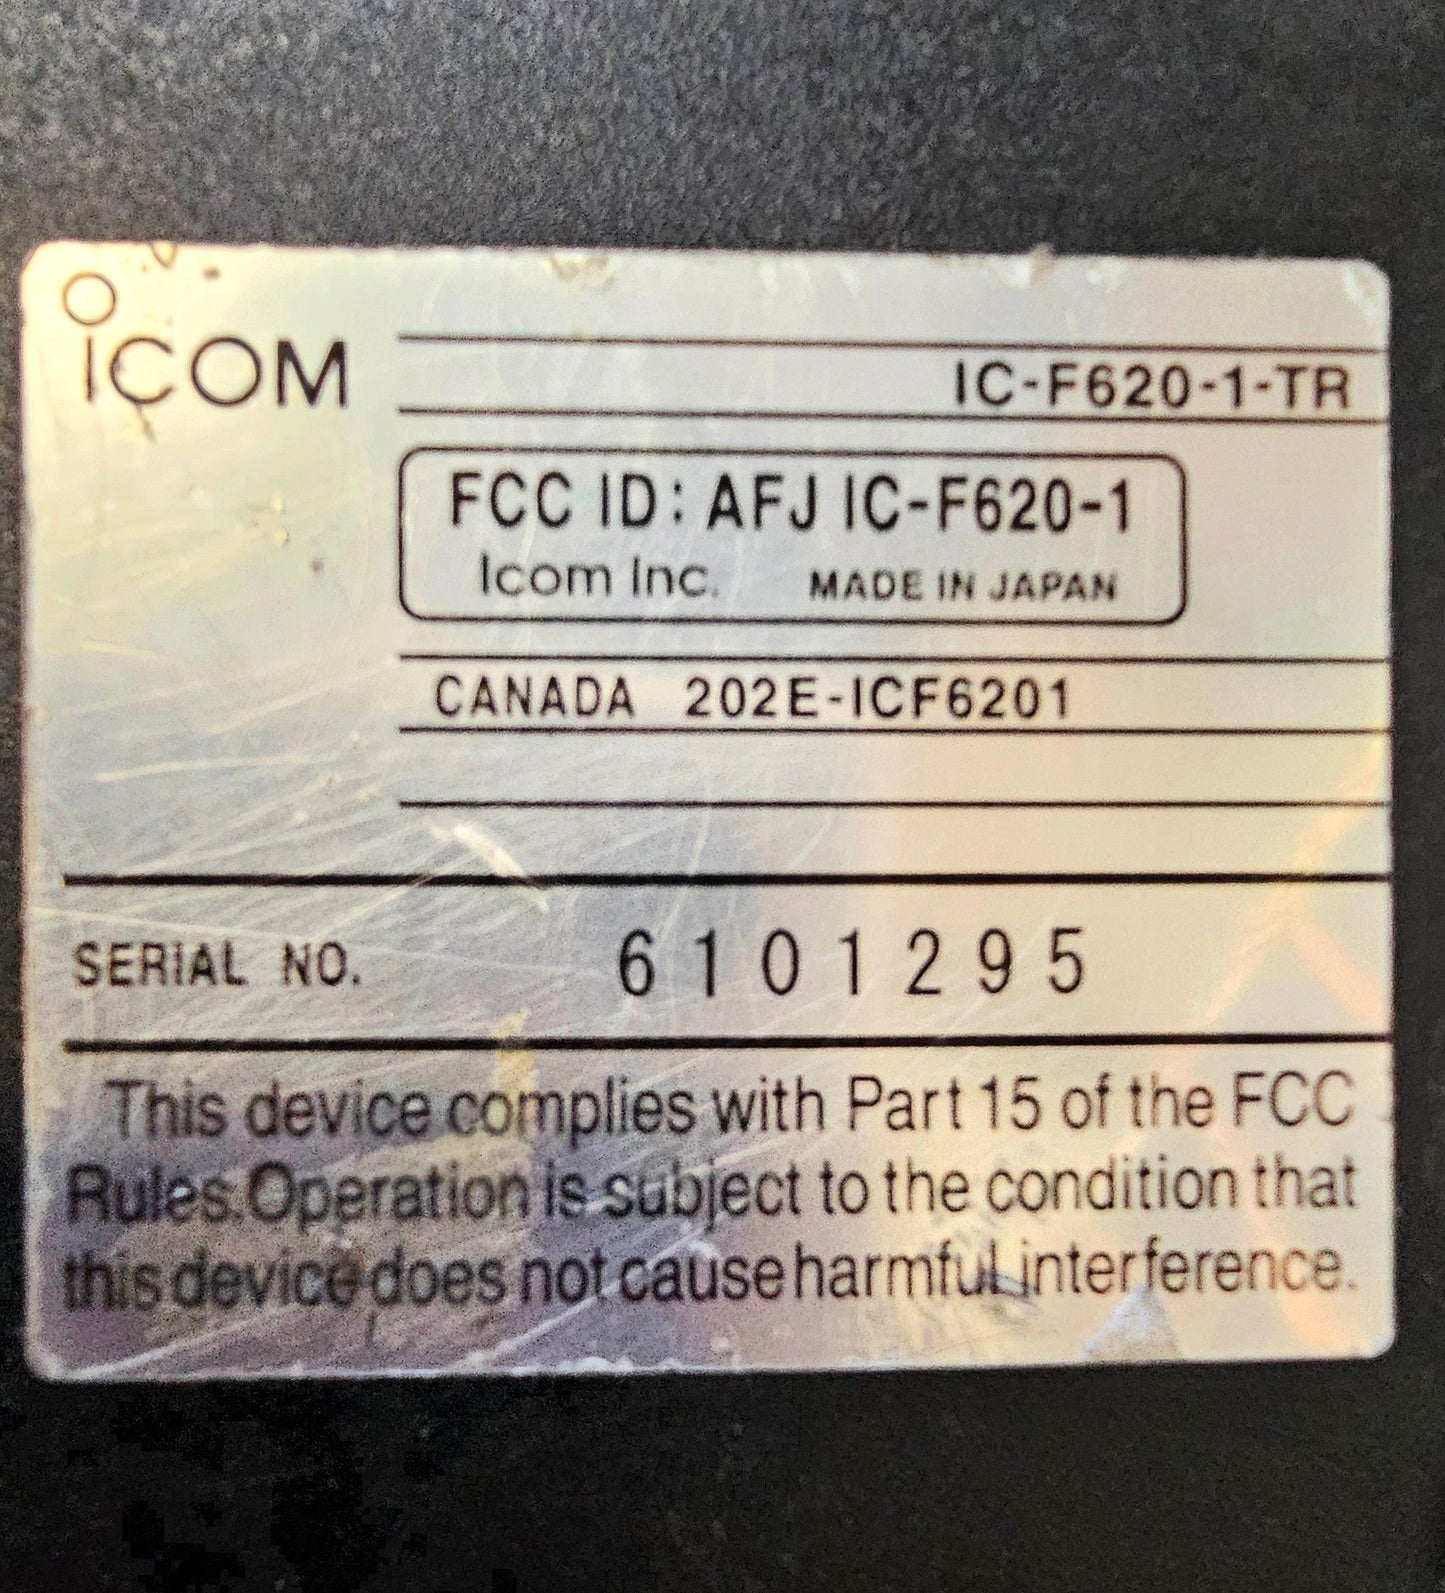 ICOM
IC-F620-1-TR
FCC ID: AFJ IC-F620-1
Icom Inc. MADE IN JAPAN
CANADA 202E-ICF6201
SERIAL NO. 6101295
This device complies with Part 15 of the FCC
Rules.Operation is subject to the condition that
this device does not cause harmful interference.